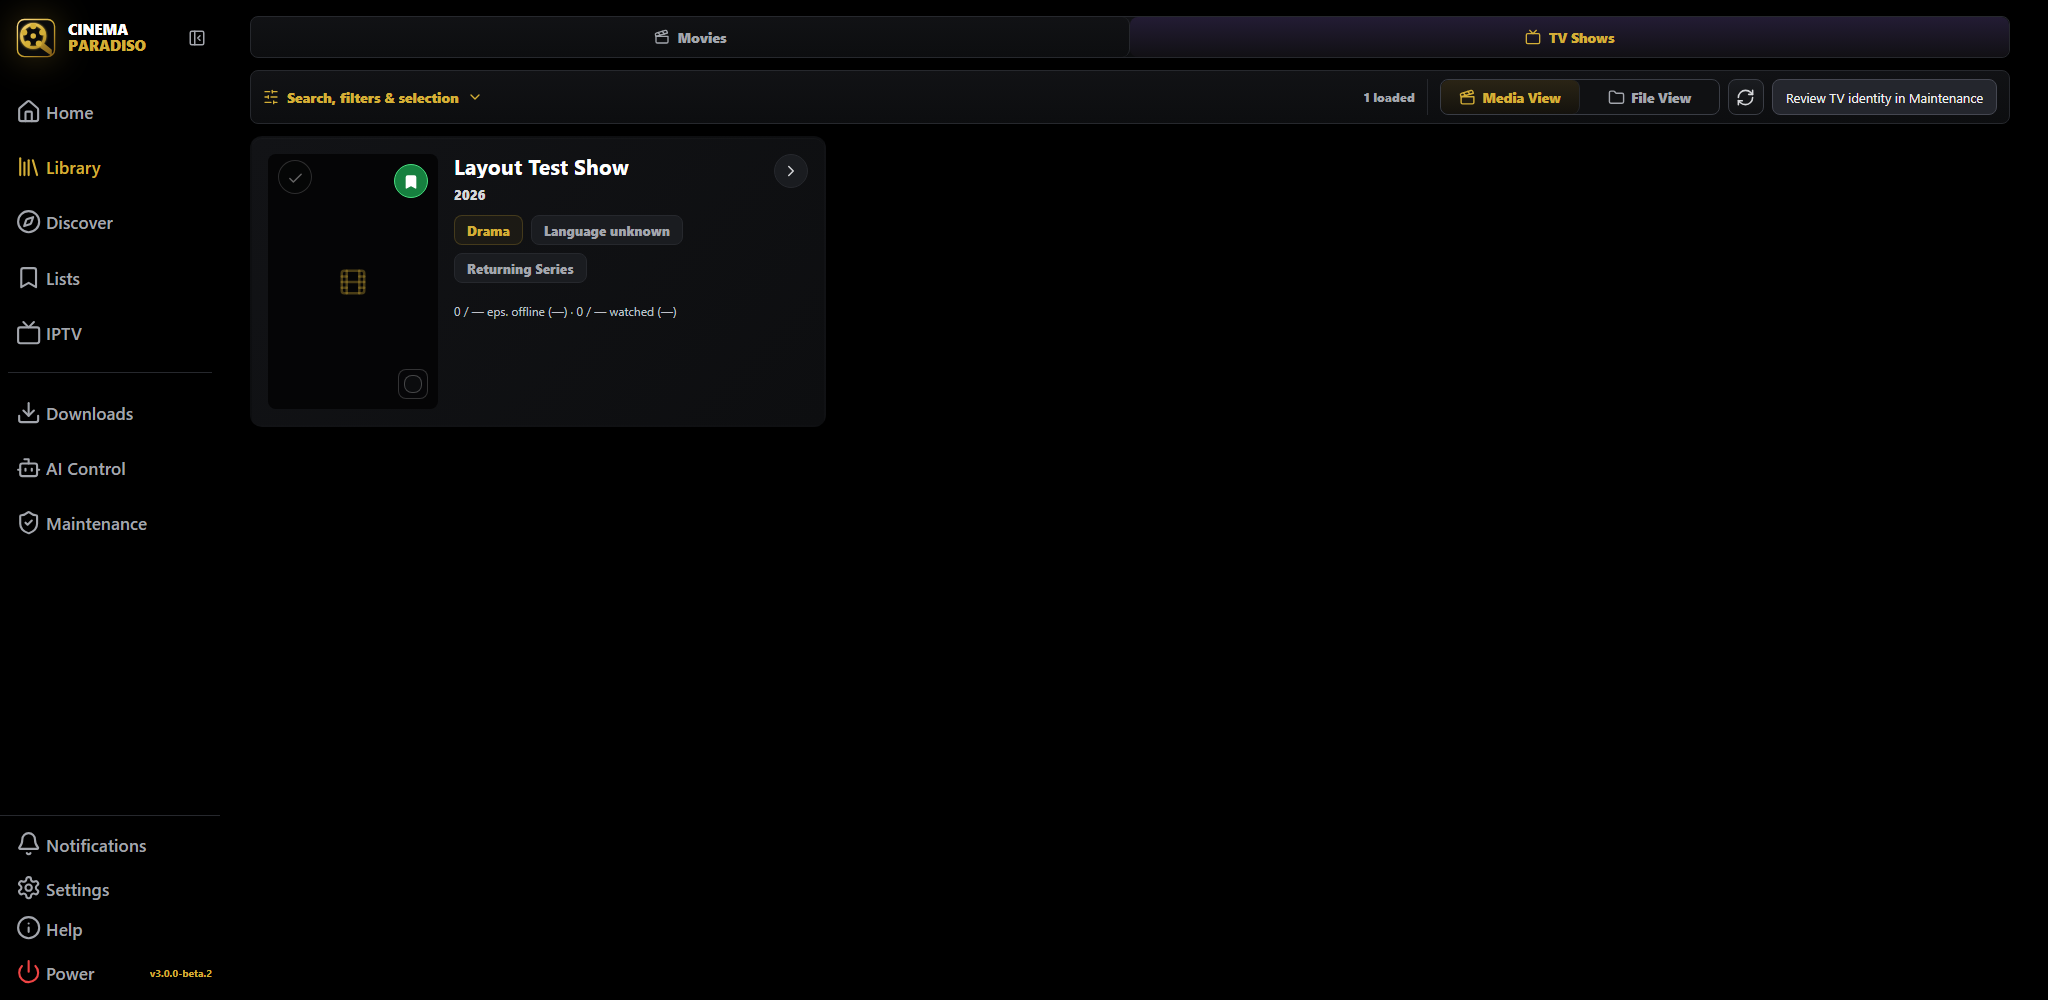 CINEMA
PARADISO
Home
Library
Discover
Lists
IPTV
Downloads
AI Control
Maintenance
Notifications
Settings
Help
Power
v3.0.0-beta.2
Movies
TV Shows
Search, filters & selection
1 loaded
Media View
File View
Review TV identity in Maintenance
Layout Test Show
2026
Drama
Language unknown
Returning Series
0 / — eps. offline (—) · 0 / — watched (—)